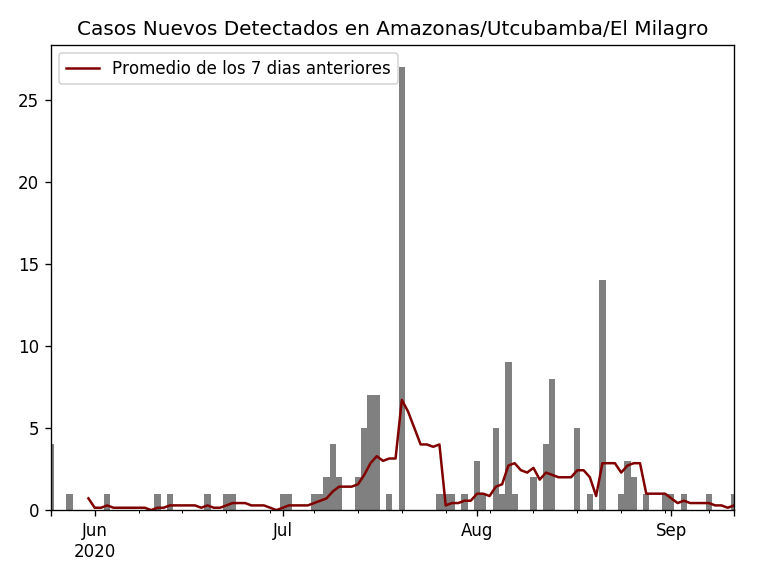 Casos Nuevos Detectados en Amazonas/Utcubamba/El Milagro
Promedio de los 7 dias anteriores
25
20
15
10
5
0
Jun
2020
Jul
Aug
Sep